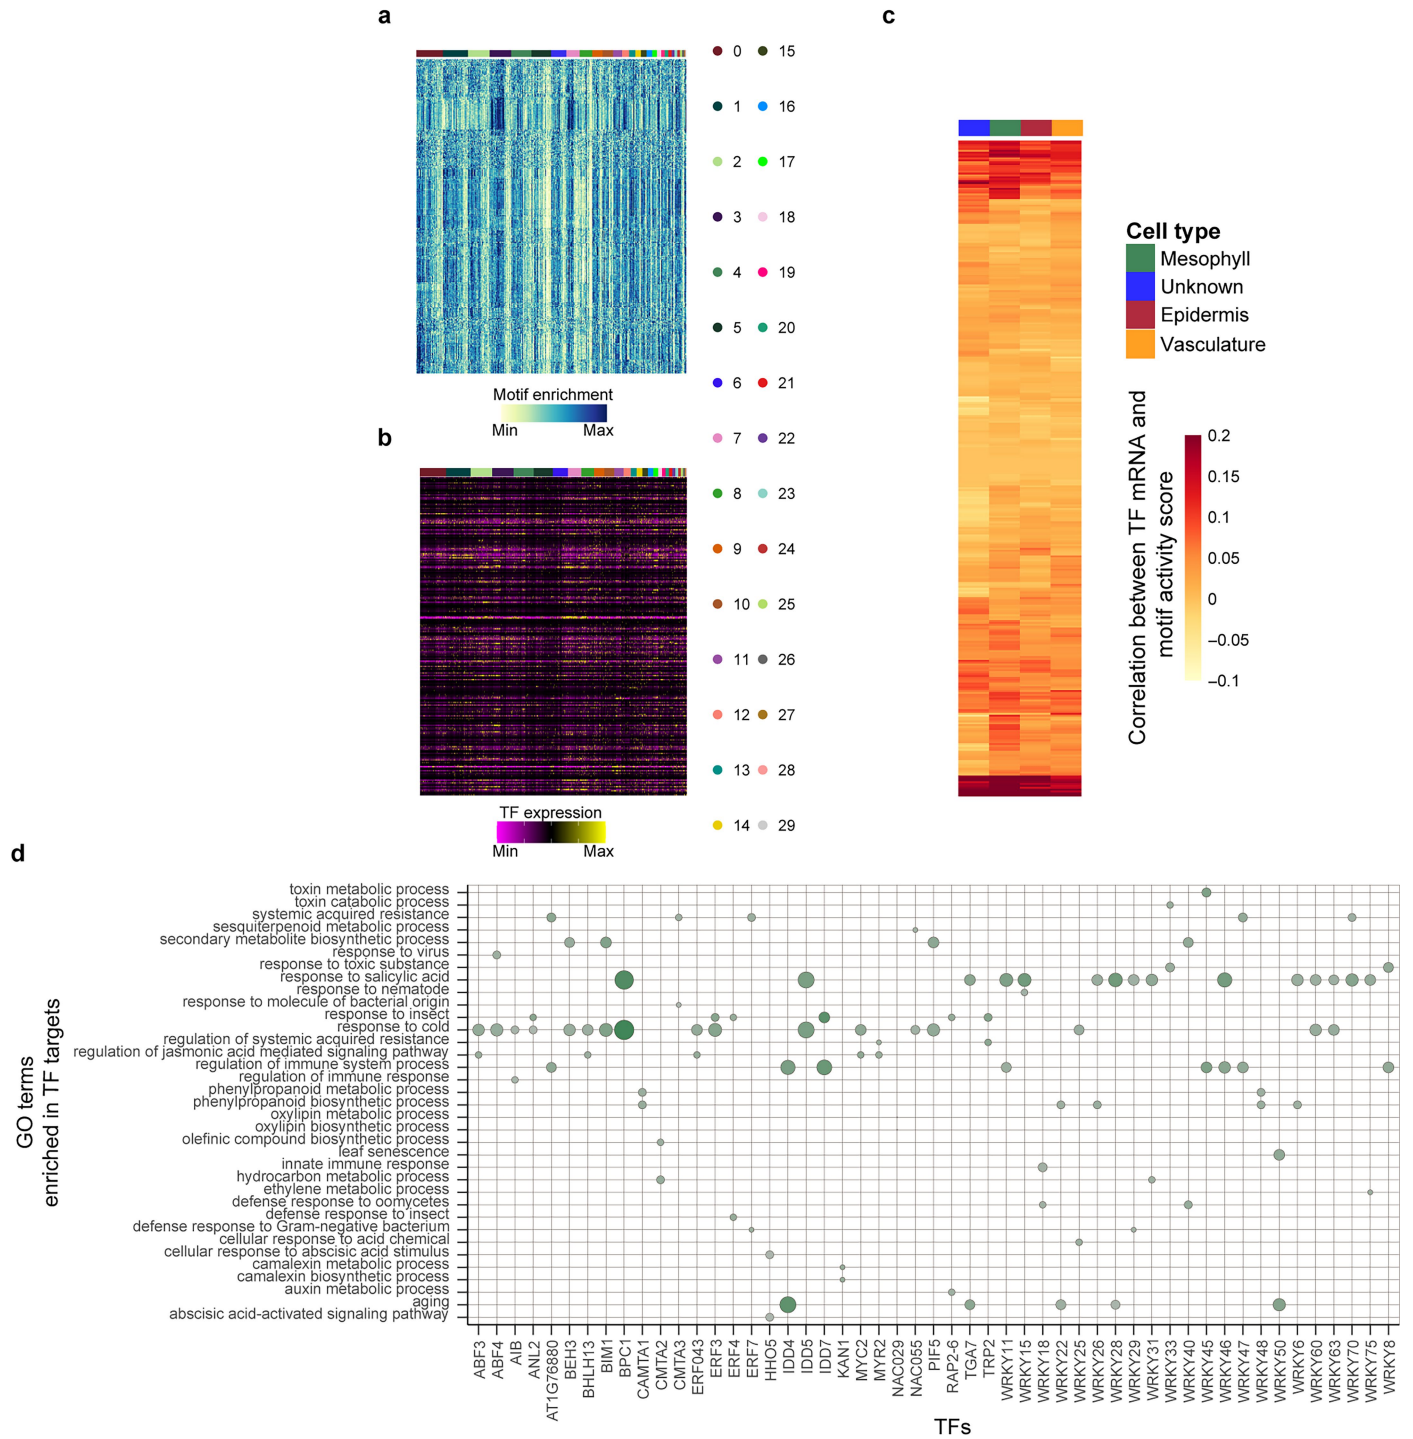 a
c
0
15
1
16
2
17
3
18
4
19
5
20
6
21
7
22
8
23
9
24
10
25
11
26
12
27
13
28
14
29
Motif enrichment
Min
Max
b
TF expression
Min
Max
Cell type
Mesophyll
Unknown
Epidermis
Vasculature
Correlation between TF mRNA and
motif activity score
0.2
0.15
0.1
0.05
0
−0.05
−0.1
d
GO terms
enriched in TF targets
toxin metabolic process
toxin catabolic process
systemic acquired resistance
sesquiterpenoid metabolic process
secondary metabolite biosynthetic process
response to virus
response to toxic substance
response to salicylic acid
response to nematode
response to molecule of bacterial origin
response to insect
response to cold
regulation of systemic acquired resistance
regulation of jasmonic acid mediated signaling pathway
regulation of immune system process
regulation of immune response
phenylpropanoid metabolic process
phenylpropanoid biosynthetic process
oxylipin metabolic process
oxylipin biosynthetic process
olefinic compound biosynthetic process
leaf senescence
innate immune response
hydrocarbon metabolic process
ethylene metabolic process
defense response to oomycetes
defense response to insect
defense response to Gram-negative bacterium
cellular response to acid chemical
cellular response to abscisic acid stimulus
camalexin metabolic process
camalexin biosynthetic process
auxin metabolic process
aging
abscisic acid-activated signaling pathway
ABF3
ABF4
AIB
ANL2
AT1G76880
BEH3
BHLH13
BIM1
BPC1
CAMTA1
CMTA2
CMTA3
ERF043
ERF3
ERF4
ERF7
HHO5
IDD4
IDD5
IDD7
KAN1
MYC2
MYR2
NAC029
NAC055
PIF5
RAP2-6
TGA7
TRP2
WRKY11
WRKY15
WRKY18
WRKY22
WRKY25
WRKY26
WRKY28
WRKY29
WRKY31
WRKY33
WRKY40
WRKY45
WRKY46
WRKY47
WRKY48
WRKY50
WRKY6
WRKY60
WRKY63
WRKY70
WRKY75
WRKY8
TFs